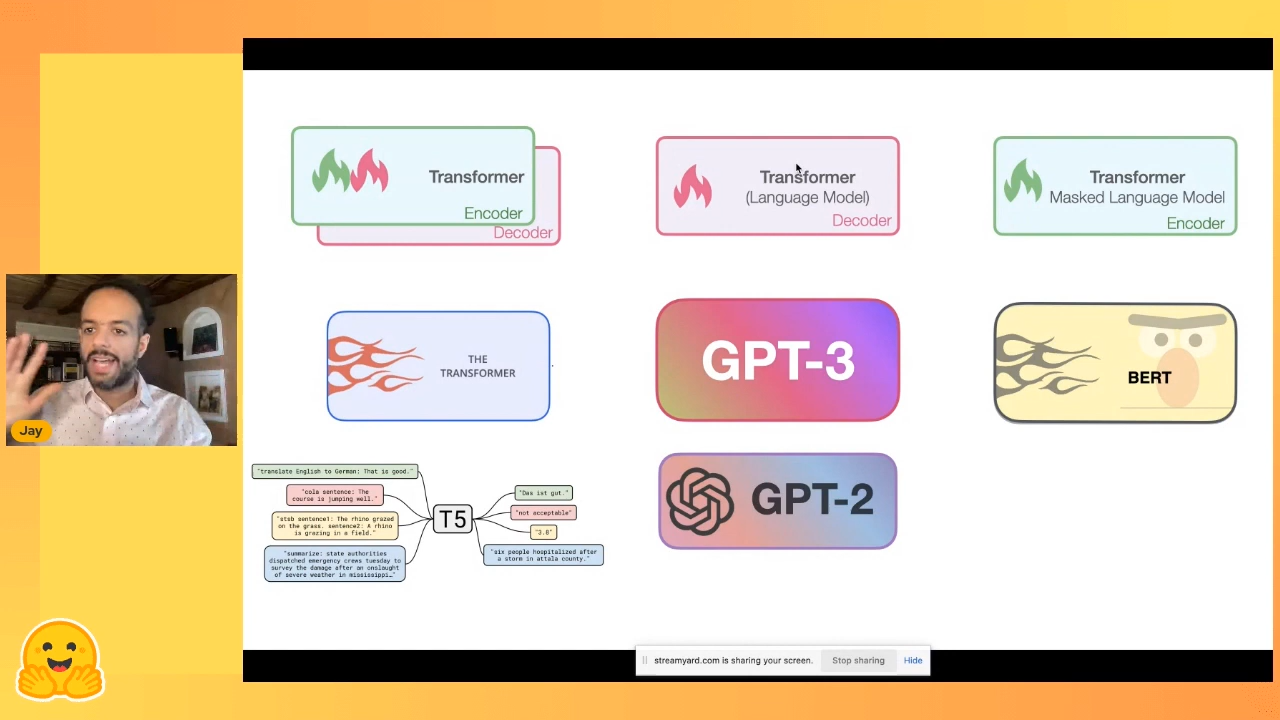 Transformer
Encoder
Decoder
Transformer
(Language Model)
Decoder
Transformer
Masked Language Model
Encoder
THE
TRANSFORMER
GPT-3
BERT
GPT-2
"translate English to German: That is good."
"cola sentence: The
course is jumping well."
"stsb sentence1: The rhino grazed
on the grass. sentence2: A rhino
is grazing in a field."
"summarize: state authorities
dispatched emergency crews tuesday to
survey the damage after an onslaught
of severe weather in mississippi…"
T5
"Das ist gut."
"not acceptable"
"3.8"
"six people hospitalized after
a storm in attala county."
Jay
streamyard.com is sharing your screen.
Stop sharing
Hide